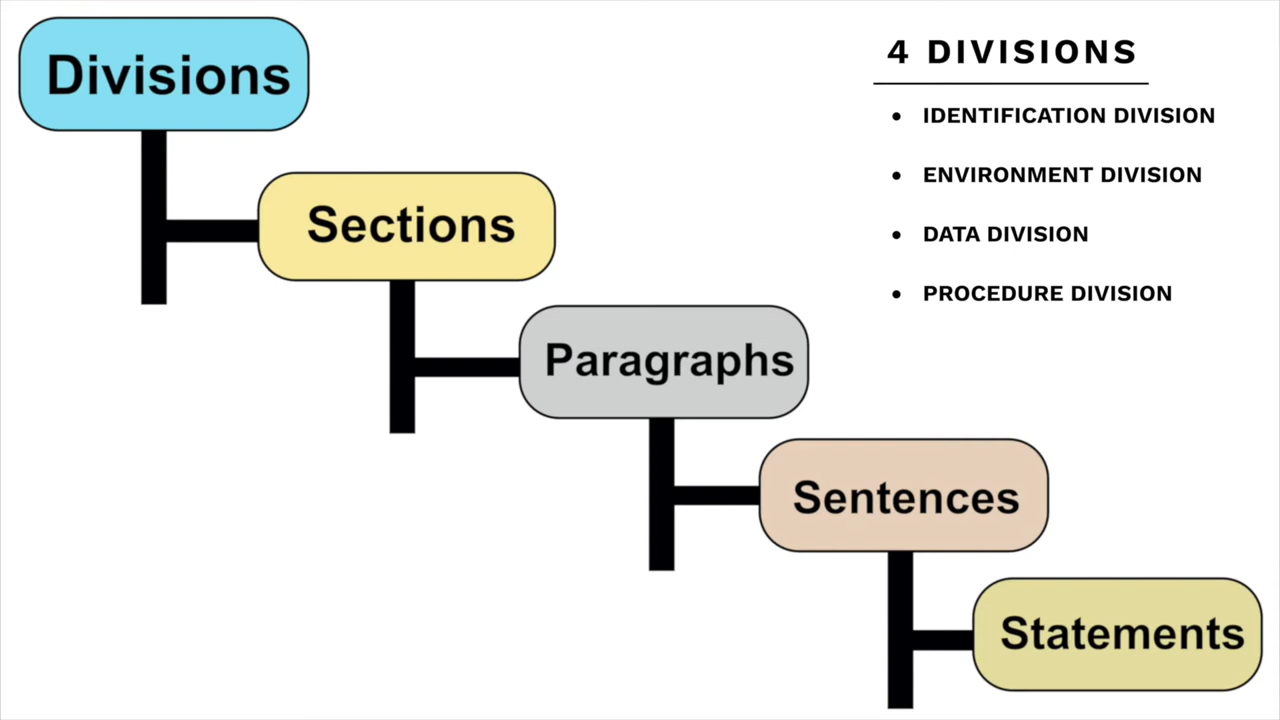 Divisions
Sections
Paragraphs
Sentences
Statements
4 DIVISIONS
• IDENTIFICATION DIVISION
• ENVIRONMENT DIVISION
• DATA DIVISION
• PROCEDURE DIVISION